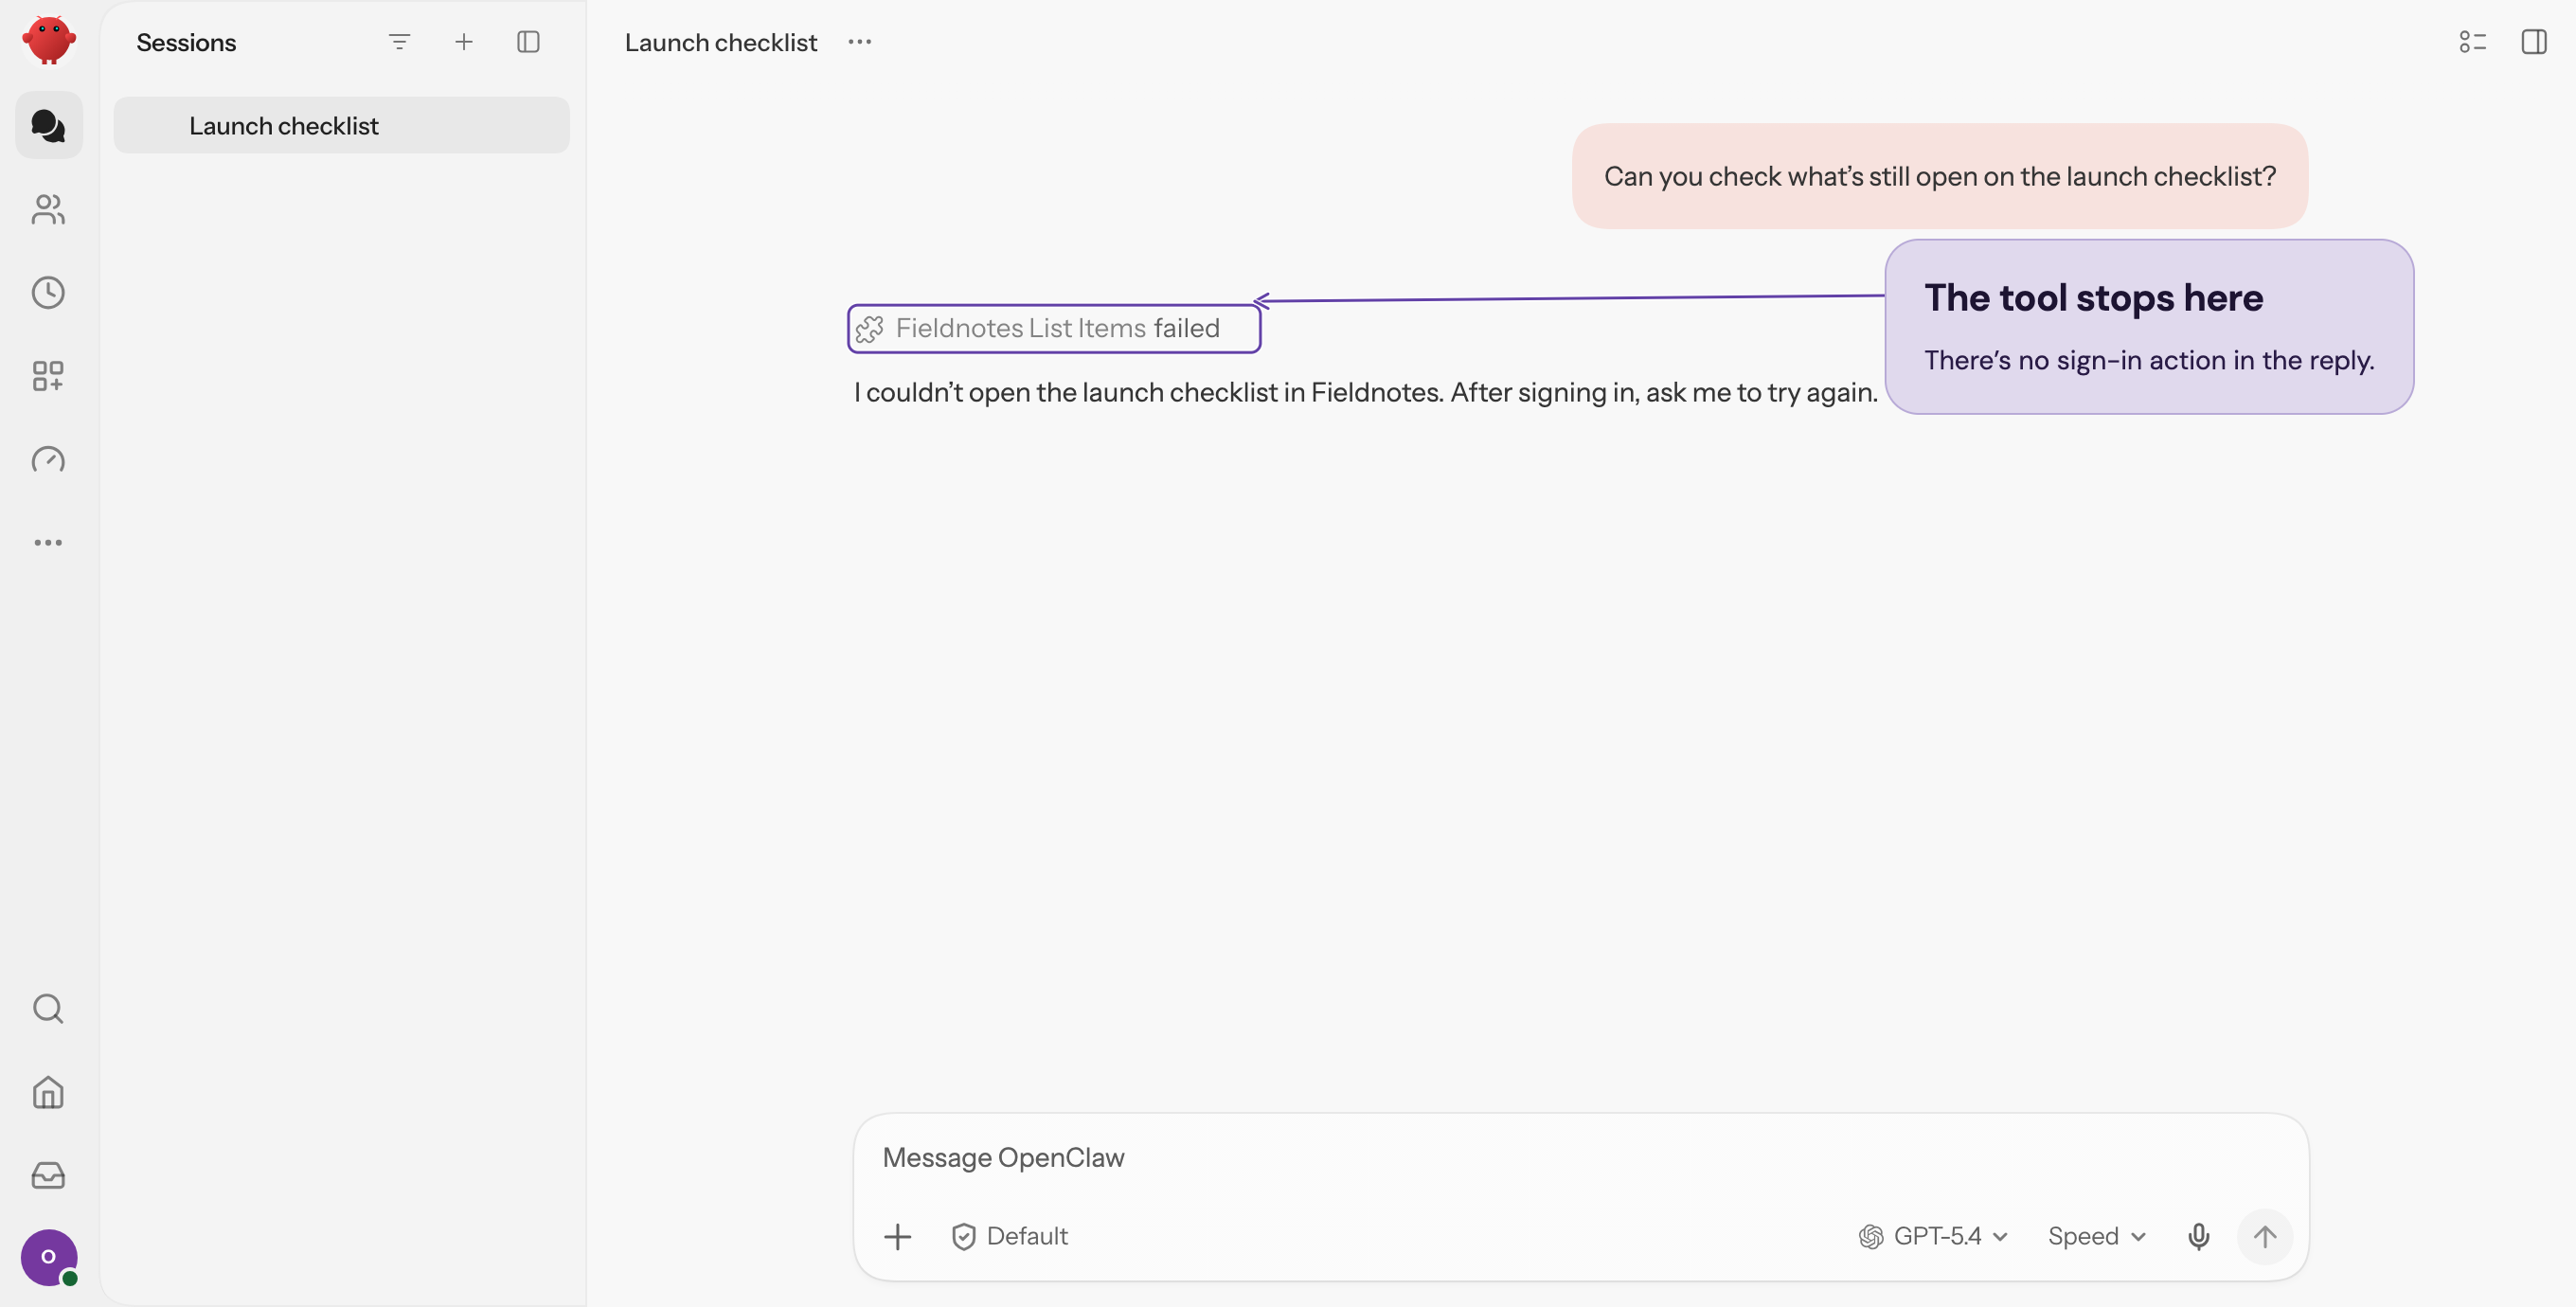 Sessions
Launch checklist
Launch checklist
Can you check what’s still open on the launch checklist?
The tool stops here
There’s no sign-in action in the reply.
Fieldnotes List Items failed
I couldn’t open the launch checklist in Fieldnotes. After signing in, ask me to try again.
Message OpenClaw
Default
GPT-5.4
Speed
O